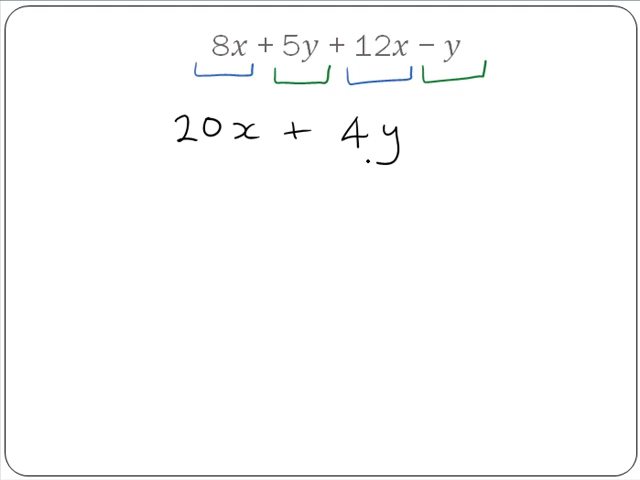 8x + 5y + 12x − y
20x + 4y